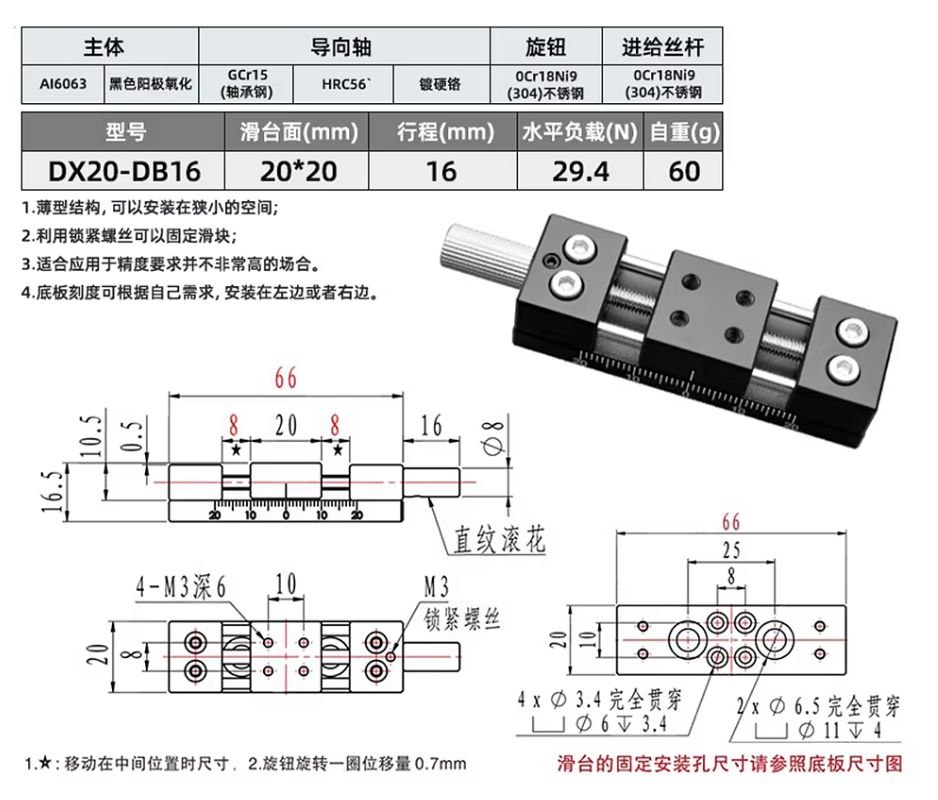 主体 导向轴 旋钮 进给丝杆
Al6063 黑色阳极氧化 GCr15 (轴承钢) HRC56` 镀硬铬 0Cr18Ni9 (304)不锈钢 0Cr18Ni9 (304)不锈钢
型号 滑台面(mm) 行程(mm) 水平负载(N) 自重(g)
DX20-DB16 20*20 16 29.4 60
1.薄型结构, 可以安装在狭小的空间;
2.利用锁紧螺丝可以固定滑块;
3.适合应用于精度要求并不非常高的场合。
4.底板刻度可根据自己需求, 安装在左边或者右边。
20 10 0 10 20
66
8 20 8 16
★ ★
10.5 0.5 16.5 ∅8
20 10 0 10 20
直纹滚花
4-M3深6 10 M3
锁紧螺丝
20 8
66
25
8
20 10
4 x ∅ 3.4 完全贯穿
⌴ ∅ 6 ↧ 3.4
2 x ∅ 6.5 完全贯穿
⌴ ∅ 11 ↧ 4
1.★: 移动在中间位置时尺寸. 2.旋钮旋转一圈位移量 0.7mm
滑台的固定安装孔尺寸请参照底板尺寸图